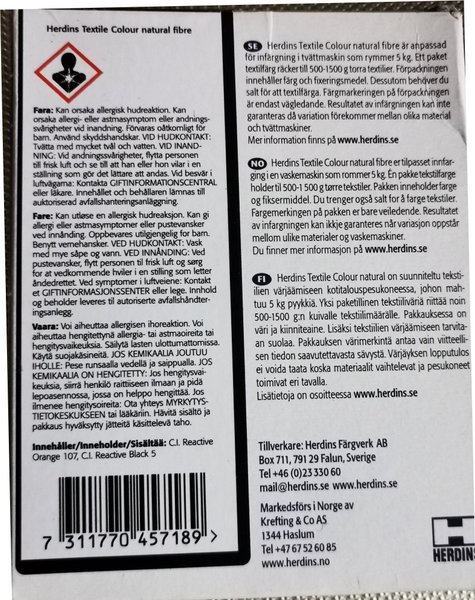 Herdins Textile Colour natural fibre
Fara: Kan orsaka allergisk hudreaktion. Kan
orsaka allergi- eller astmasymptom eller andnings-
svårigheter vid inandning. Förvaras oåtkomligt för
barn. Använd skyddshandskar. VID HUDKONTAKT:
Tvätta med mycket tvål och vatten. VID INAND-
NING: Vid andningssvårigheter, flytta personen
till frisk luft och se till att han eller hon vilar i en
ställning som gör det lättare att andas. Vid besvär i
luftvägarna: Kontakta GIFTINFORMATIONSCENTRAL
eller läkare. Innehållet och behållaren lämnas till
auktoriserad avfallshanteringsanläggning.
Fare: Kan utløse en allergisk hudreaksjon. Kan gi
allergi eller astmasymptomer eller pustevansker
ved innånding. Oppbevares utilgjengelig for barn.
Benytt vernehansker. VED HUDKONTAKT: Vask
med mye såpe og vann. VED INNÅNDING: Ved
pustevansker, flytt personen til frisk luft og sørg
for at vedkommende hviler i en stilling som letter
åndedrettet. Ved symptomer i luftveiene: Kontakt
et GIFTINFORMASJONSSENTER eller lege. Innhold
og beholder leveres til autoriserte avfallshånder-
teringsanlegg.
Vaara: Voi aiheuttaa allergisen ihoreaktion. Voi
aiheuttaa hengitettynä allergia- tai astmaoireita tai
hengitysvaikeuksia. Säilytä lasten ulottumattomissa.
Käytä suojakäsineitä. JOS KEMIKAALIA JOUTUU
IHOLLE: Pese runsaalla vedellä ja saippualla. JOS
KEMIKAALIA ON HENGITETTY: Jos hengitysvai-
keuksia, siirrä henkilö raittiiseen ilmaan ja pidä
lepoasennossa, jossa on helppo hengittää. Jos
ilmenee hengitysoireita: Ota yhteys MYRKYTYS-
TIETOKESKUKSEEN tai lääkäriin. Hävitä sisältö ja
pakkaus hyväksytty jätteitä käsittelevä taho.
Innehåller/Inneholder/Sisältää: C.I. Reactive
Orange 107, C.I. Reactive Black 5
7 311770 457189 >
SE Herdins Textile Colour natural fibre är anpassad
för infärgning i tvättmaskin som rymmer 5 kg. Ett paket
textilfärg räcker till 500-1500 g torra textilier. Förpackningen
innehåller färg och fixeringsmedel. Dessutom behöver du
salt för att textilfärga. Färgmarkeringen på förpackningen
är endast vägledande. Resultatet av infärgningen kan inte
garanteras då variation förekommer mellan olika material
och tvättmaskiner.
Mer information finns på www.herdins.se
NO Herdins Textile Colour natural fibre er tilpasset innfar-
ging i en vaskemaskin som rommer 5 kg. En pakke tekstilfarge
holder til 500-1 500 g tørre tekstiler. Pakken inneholder farge
og fikseringsmiddel. Du trenger også salt for å farge tekstiler.
Fargemerkingen på pakken er bare veiledende. Resultatet
av infargingen kan ikke garanteres når variasjon oppstår
mellom ulike materialer og vaskemaskiner.
Du finner mer informasjon på www.herdins.se
FI Herdins Textile Colour natural on suunniteltu teksti-
ilien värjäämiseen kotitalouspesukoneessa, johon mah-
tuu 5 kg pyykkiä. Yksi paketillinen tekstiiliväriä riittää noin
500-1500 g:n kuiville tekstiilimäärälle. Pakkauksessa on
väri ja kiinniteaine. Lisäksi tekstiilien värjäämiseen tarvita-
an suolaa. Pakkauksen värimerkintä antaa vain viitteelli-
sen tiedon saavutettavasta sävystä. Värjäyksen lopputulos
ei voida taata koska materiaalit vaihtelevat ja pesukoneet
toimivat eri tavalla.
Lisätietoja on osoitteessa www.herdins.se
Tillverkare: Herdins Färgverk AB
Box 711, 791 29 Falun, Sverige
Tel +46 (0)23 330 60
mail@herdins.se www.herdins.se
Markedsförs i Norge av
Krefting & Co AS
1344 Haslum
Tel +47 67 52 60 85
www.herdins.no
HERDINS